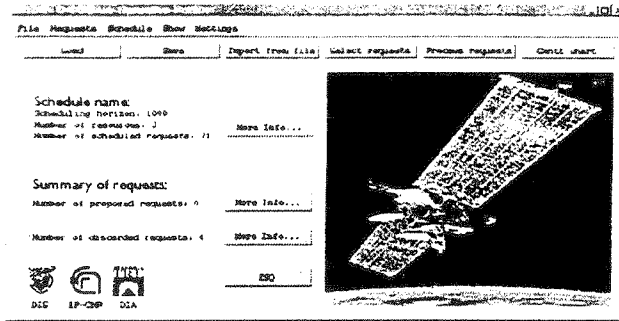 File Requests Schedule Show Settings
Load Save Import from file Select requests Process requests Gantt chart
Schedule name:
Scheduling horizon: 1000
Number of resources: 3
Number of scheduled requests: 71
More Info...
Summary of requests:
Number of proposed requests: 0
More Info...
Number of discarded requests: 4
More Info...
DIS IP-CNR DIA